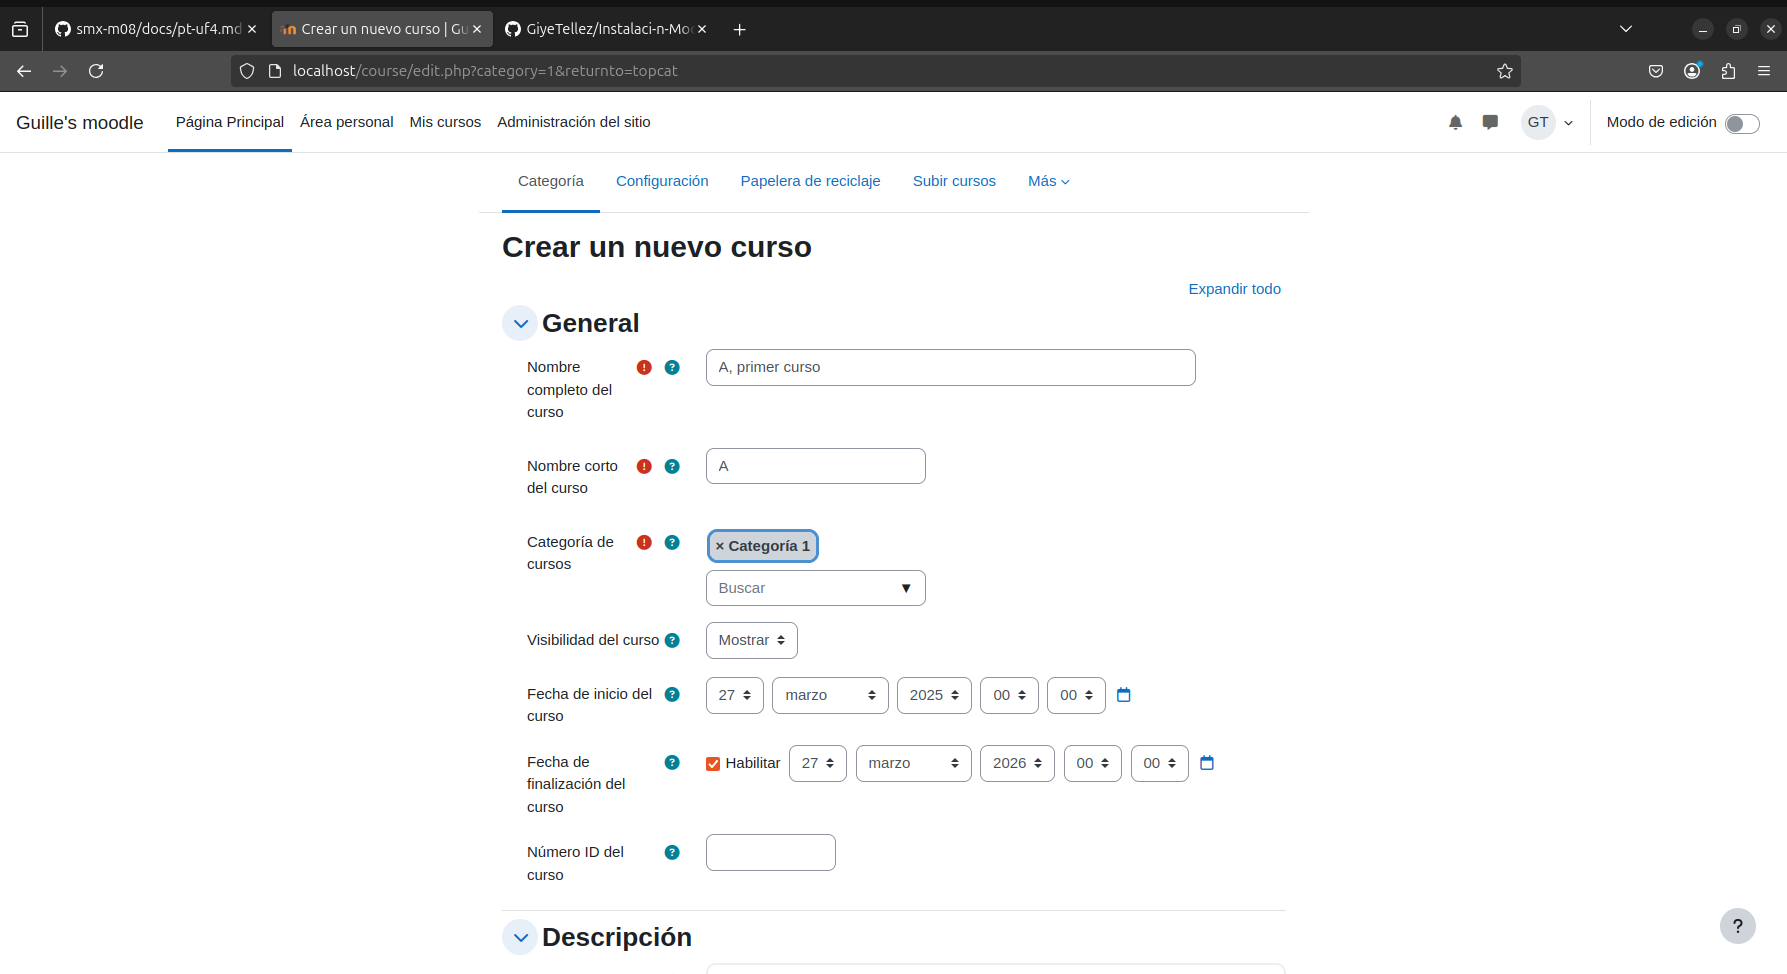 smx-m08/docs/pt-uf4.md
Crear un nuevo curso | Gu
GiyeTellez/Instalaci-n-Moo
localhost/course/edit.php?category=1&returnto=topcat
Guille's moodle
Página Principal
Área personal
Mis cursos
Administración del sitio
GT
Modo de edición
Categoría
Configuración
Papelera de reciclaje
Subir cursos
Más
Crear un nuevo curso
Expandir todo
General
Nombre
completo del
curso
A, primer curso
Nombre corto
del curso
A
Categoría de
cursos
× Categoría 1
Buscar ▼
Visibilidad del curso
Mostrar
Fecha de inicio del
curso
27 marzo 2025 00 00
Fecha de
finalización del
curso
Habilitar 27 marzo 2026 00 00
Número ID del
curso
Descripción
?